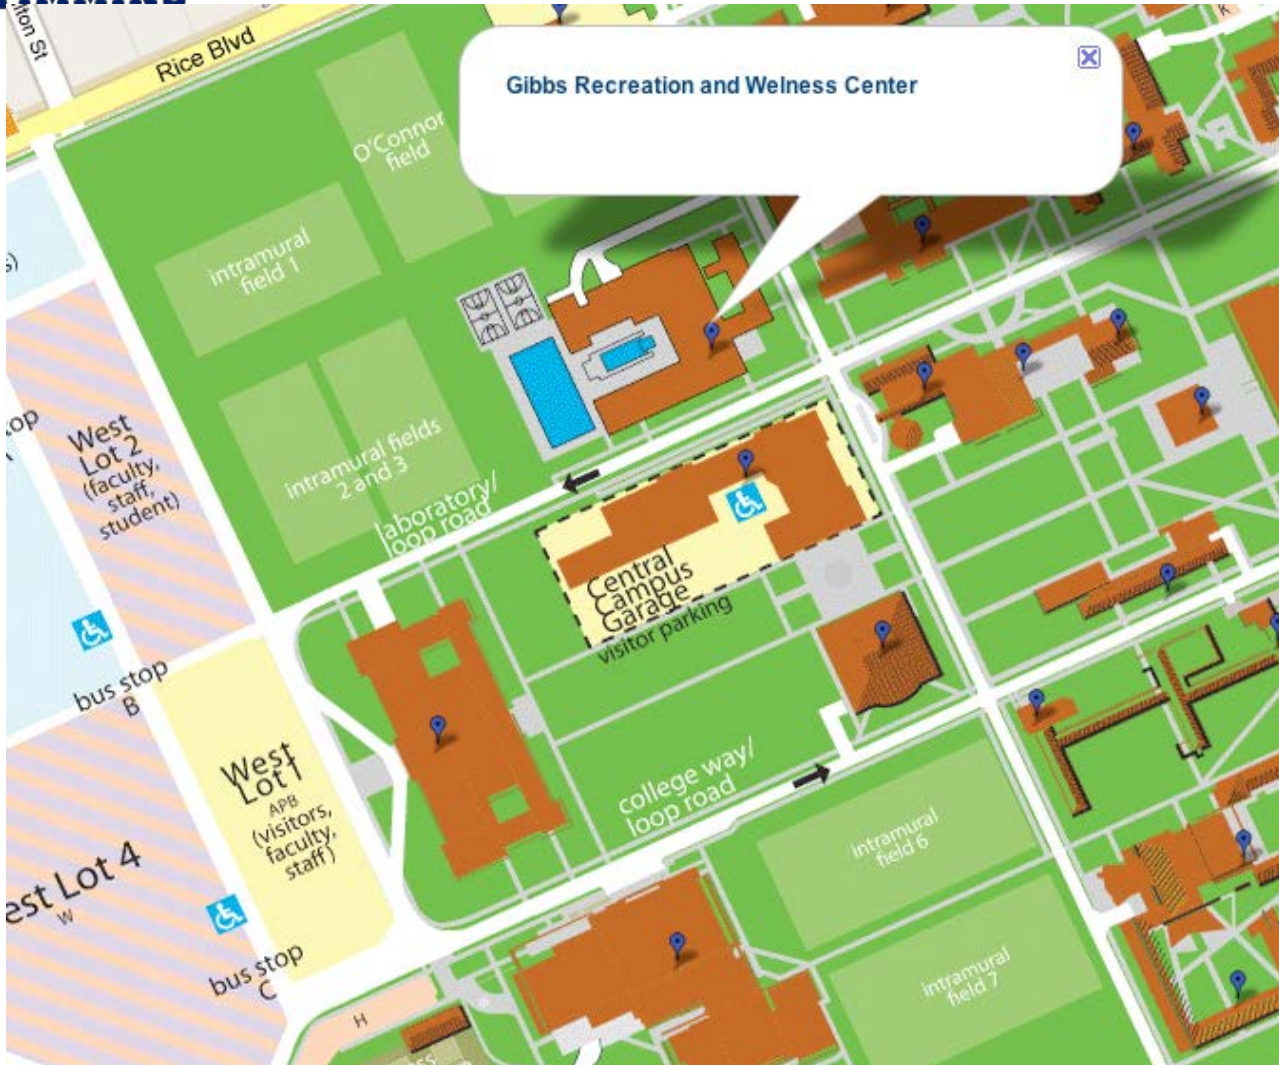 Rice Blvd
Gibbs Recreation and Welness Center
O'Connor
field
intramural
field 1
intramural fields
2 and 3
laboratory/
loop road
West
Lot 2
(faculty,
staff,
student)
Central
Campus
Garage
visitor parking
bus stop
B
West
Lot 1
APB
(visitors,
faculty,
staff)
college way/
loop road
intramural
field 6
Lot 4
W
bus stop
C
intramural
field 7
H
K